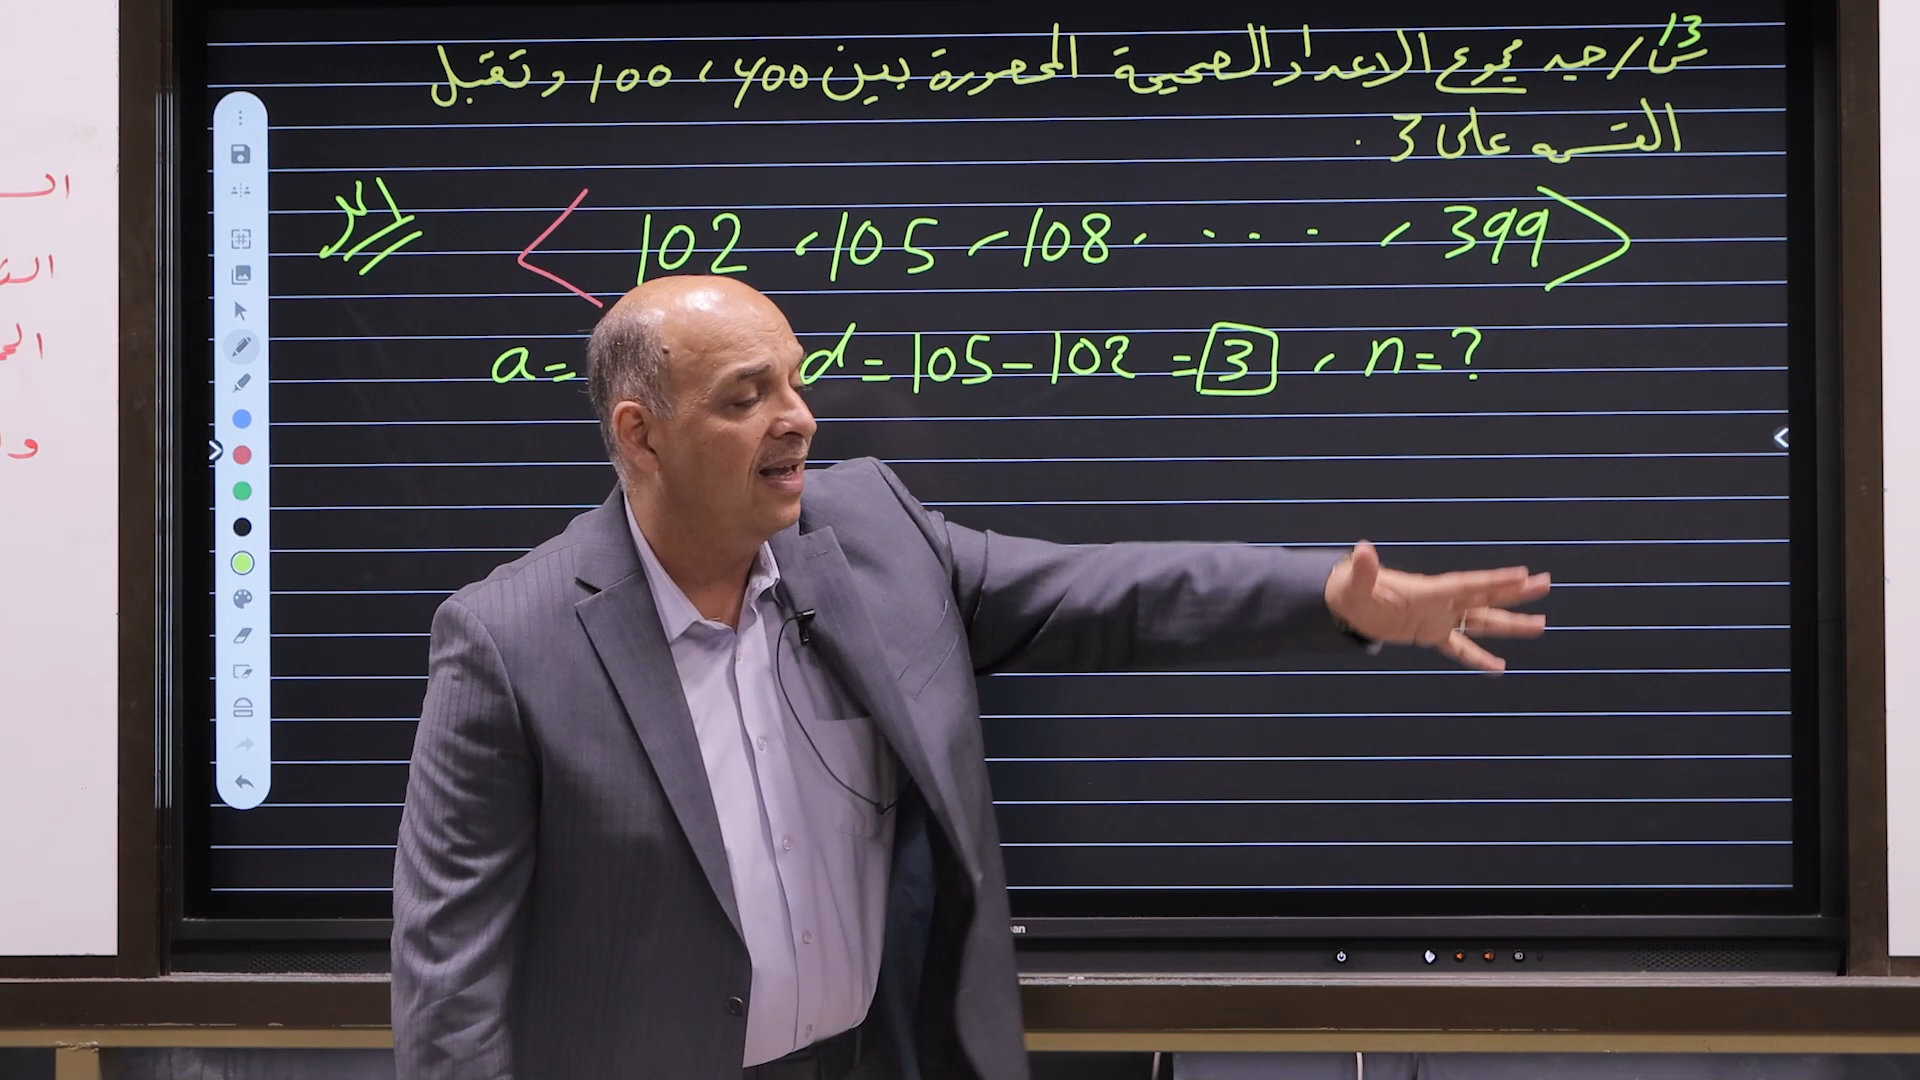 س13/ جد مجموع الاعداد الصحيحة المحصورة بين 400 ، 100 وتقبل
القسمه على 3 .
الحل
102 ، 105 ، 108 ، . . . . ، 399
a= d = 105 – 102 = 3 ، n = ?